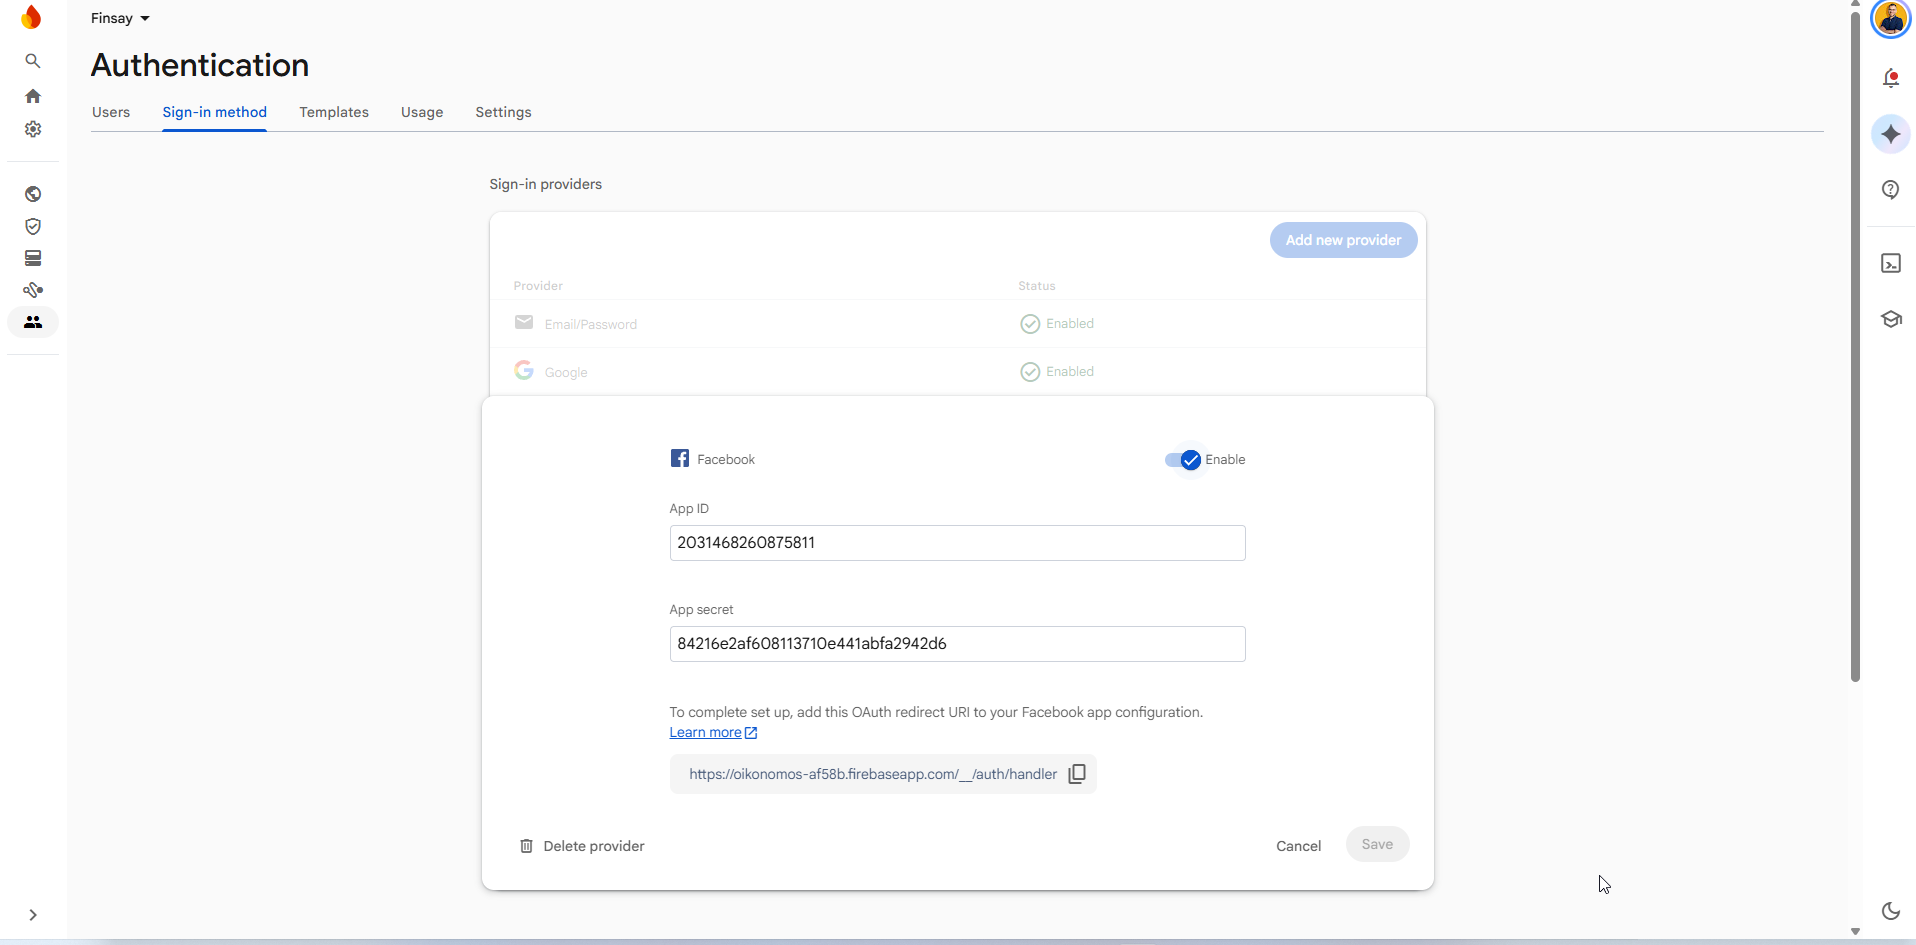 Finsay
Authentication
Users Sign-in method Templates Usage Settings
Sign-in providers
Add new provider
Provider Status
Email/Password Enabled
Google Enabled
Facebook Enable
App ID
2031468260875811
App secret
84216e2af608113710e441abfa2942d6
To complete set up, add this OAuth redirect URI to your Facebook app configuration.
Learn more
https://oikonomos-af58b.firebaseapp.com/__/auth/handler
Delete provider Cancel Save